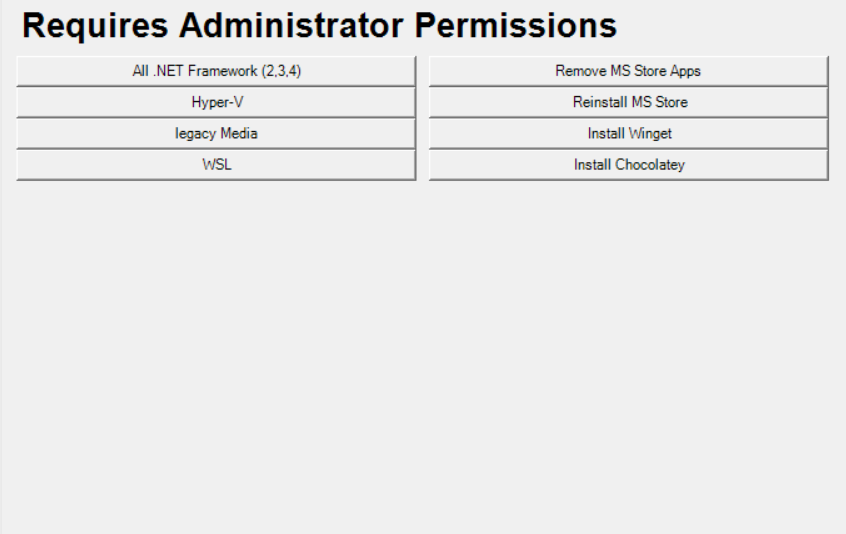 Requires Administrator Permissions
All .NET Framework (2,3,4)
Remove MS Store Apps
Hyper-V
Reinstall MS Store
legacy Media
Install Winget
WSL
Install Chocolatey